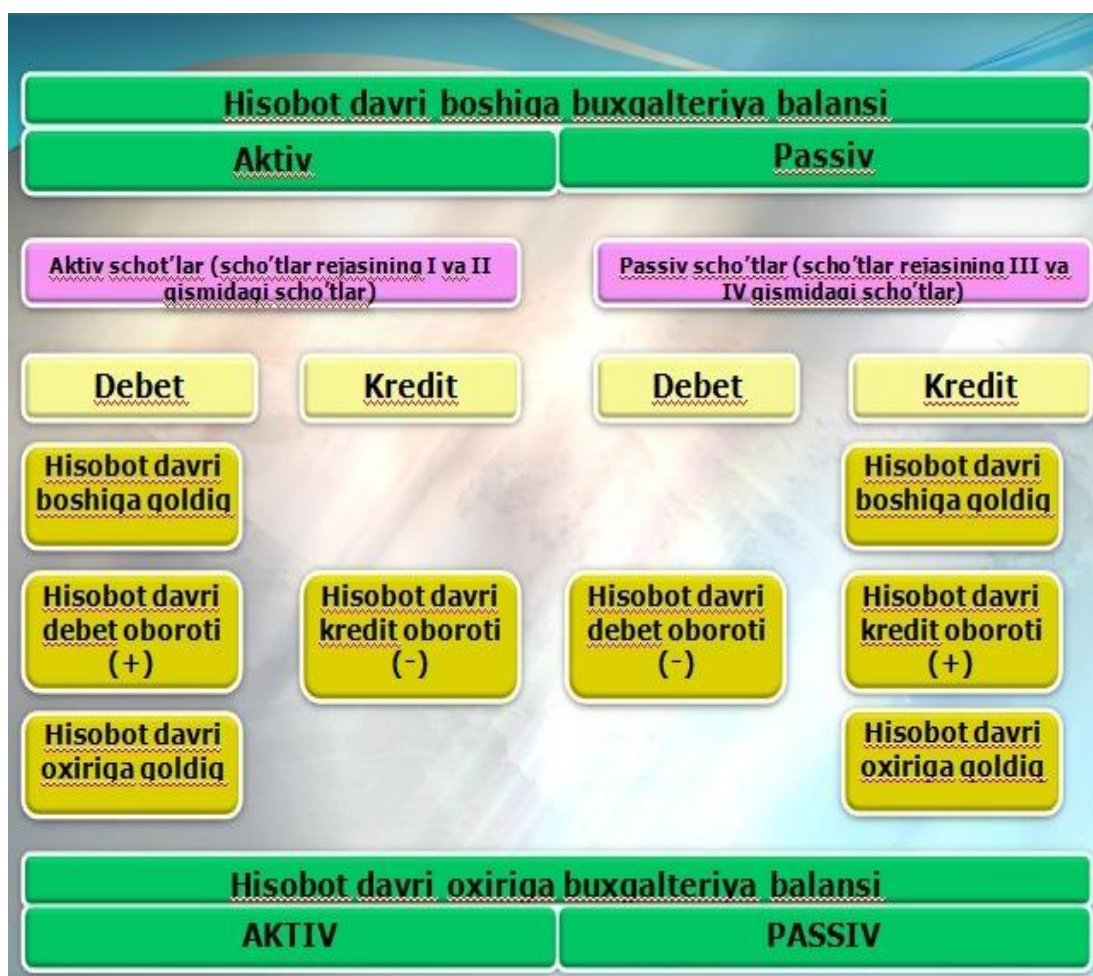 Hisobot davri boshiga buxgalteriya balansi
Aktiv
Passiv
Aktiv schot’lar (scho’tlar rejasining I va II
qismidagi scho’tlar)
Passiv scho’tlar (scho’tlar rejasining III va
IV qismidagi scho’tlar)
Debet
Kredit
Debet
Kredit
Hisobot davri
boshiga qoldiq
Hisobot davri
boshiga qoldiq
Hisobot davri
debet oboroti
(+)
Hisobot davri
kredit oboroti
(-)
Hisobot davri
debet oboroti
(-)
Hisobot davri
kredit oboroti
(+)
Hisobot davri
oxiriga qoldiq
Hisobot davri
oxiriga qoldiq
Hisobot davri oxiriga buxgalteriya balansi
AKTIV
PASSIV